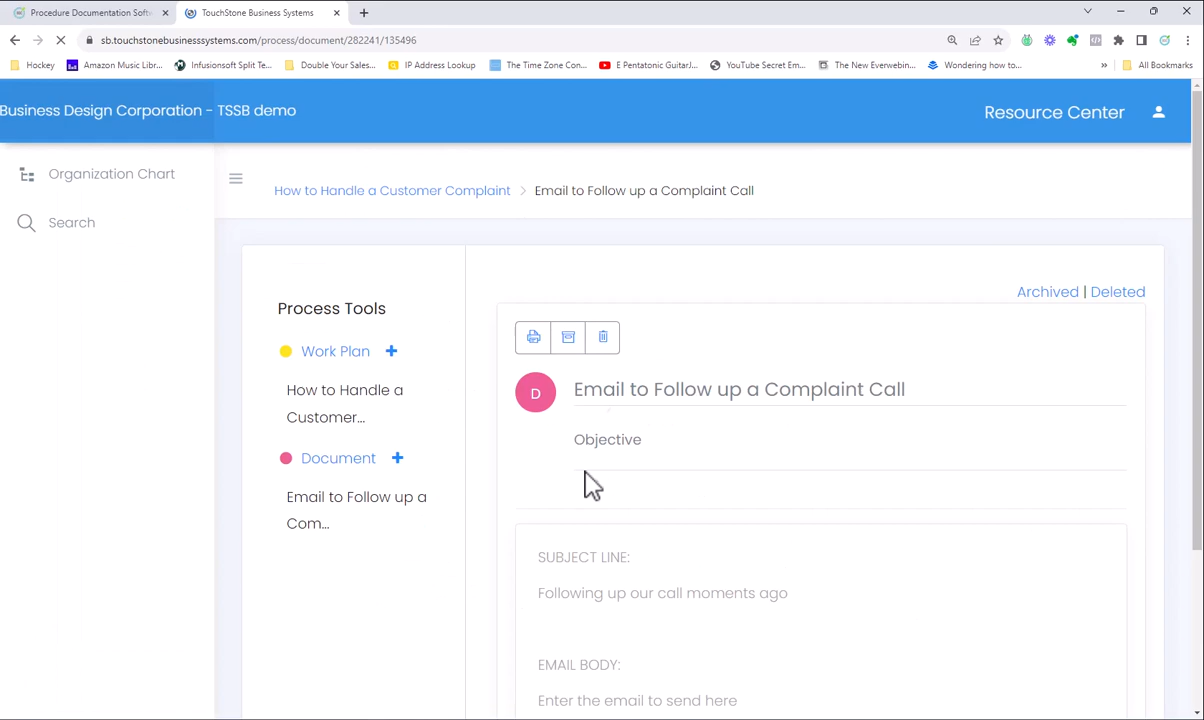 Procedure Documentation Softw
TouchStone Business Systems
sb.touchstonebusinesssystems.com/process/document/282241/135496
Hockey
Amazon Music Libr...
Infusionsoft Split Te...
Double Your Sales...
IP Address Lookup
The Time Zone Con...
E Pentatonic GuitarJ...
YouTube Secret Em...
The New Everwebin...
Wondering how to...
»
All Bookmarks
Business Design Corporation - TSSB demo
Resource Center
Organization Chart
Search
How to Handle a Customer Complaint > Email to Follow up a Complaint Call
Process Tools
Work Plan +
How to Handle a
Customer...
Document +
Email to Follow up a
Com...
Archived | Deleted
D
Email to Follow up a Complaint Call
Objective
SUBJECT LINE:
Following up our call moments ago
EMAIL BODY:
Enter the email to send here